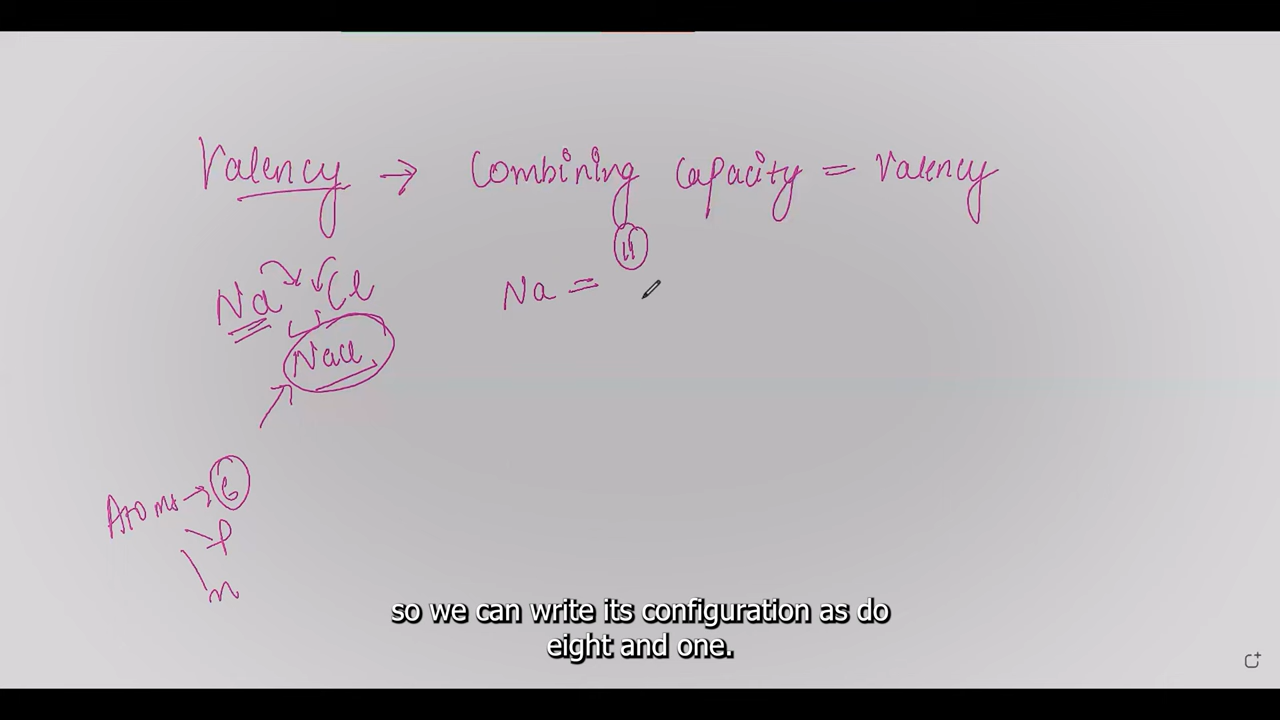 Valency → Combining Capacity = Valency
11
Na Cl
Na =
NaCl
Atoms → e
p
n
so we can write its configuration as do
eight and one.